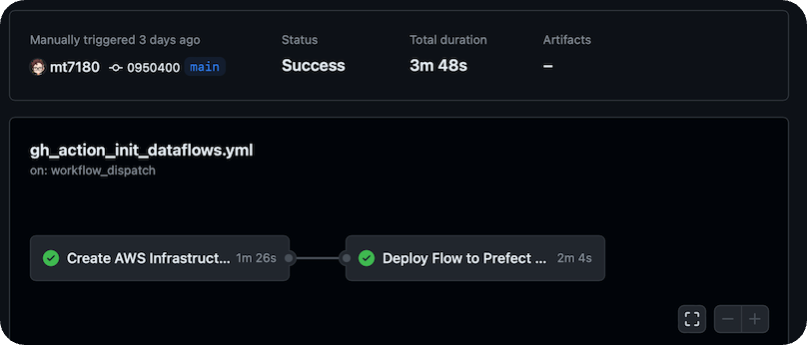 Manually triggered 3 days ago
Status
Total duration
Artifacts
mt7180 0950400 main
Success
3m 48s
–
gh_action_init_dataflows.yml
on: workflow_dispatch
Create AWS Infrastruct... 1m 26s
Deploy Flow to Prefect ... 2m 4s